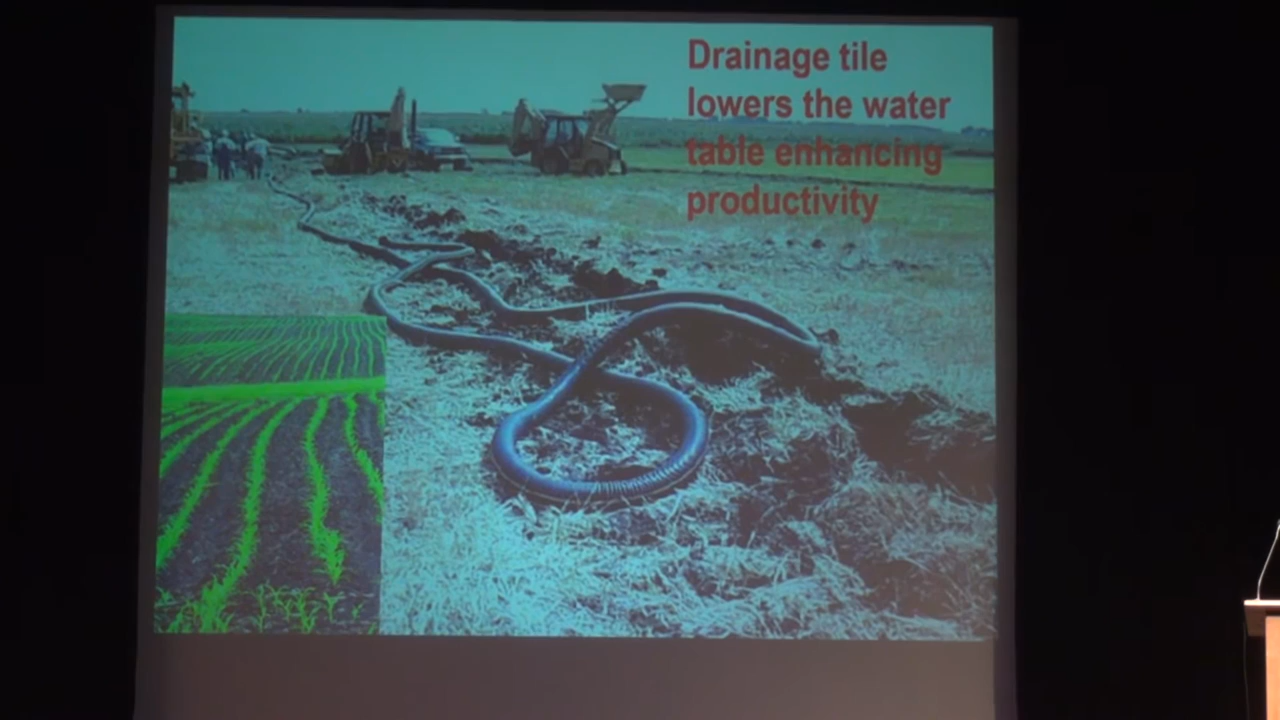 Drainage tile
lowers the water
table enhancing
productivity